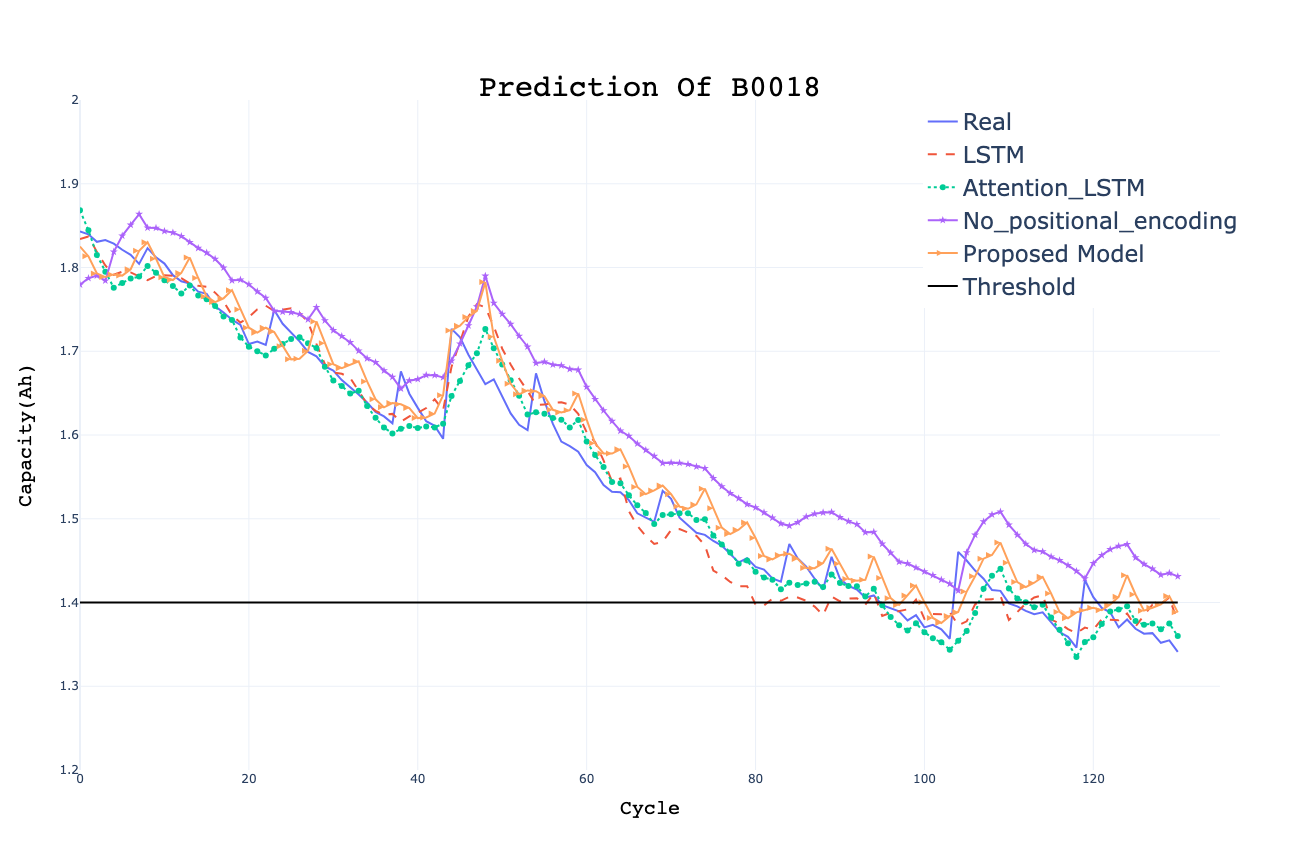 Prediction Of B0018
Real
LSTM
Attention_LSTM
No_positional_encoding
Proposed Model
Threshold
Capacity(Ah)
2
1.9
1.8
1.7
1.6
1.5
1.4
1.3
1.2
0 20 40 60 80 100 120
Cycle